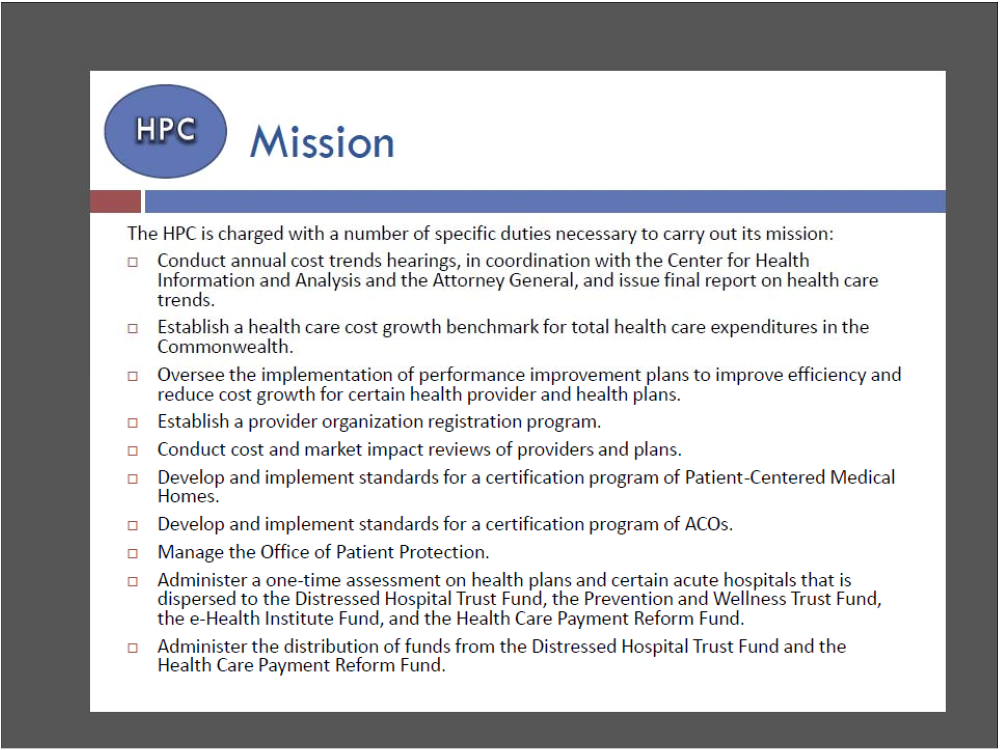 HPC
Mission
The HPC is charged with a number of specific duties necessary to carry out its mission:
Conduct annual cost trends hearings, in coordination with the Center for Health
Information and Analysis and the Attorney General, and issue final report on health care
trends.
Establish a health care cost growth benchmark for total health care expenditures in the
Commonwealth.
Oversee the implementation of performance improvement plans to improve efficiency and
reduce cost growth for certain health provider and health plans.
Establish a provider organization registration program.
Conduct cost and market impact reviews of providers and plans.
Develop and implement standards for a certification program of Patient-Centered Medical
Homes.
Develop and implement standards for a certification program of ACOs.
Manage the Office of Patient Protection.
Administer a one-time assessment on health plans and certain acute hospitals that is
dispersed to the Distressed Hospital Trust Fund, the Prevention and Wellness Trust Fund,
the e-Health Institute Fund, and the Health Care Payment Reform Fund.
Administer the distribution of funds from the Distressed Hospital Trust Fund and the
Health Care Payment Reform Fund.